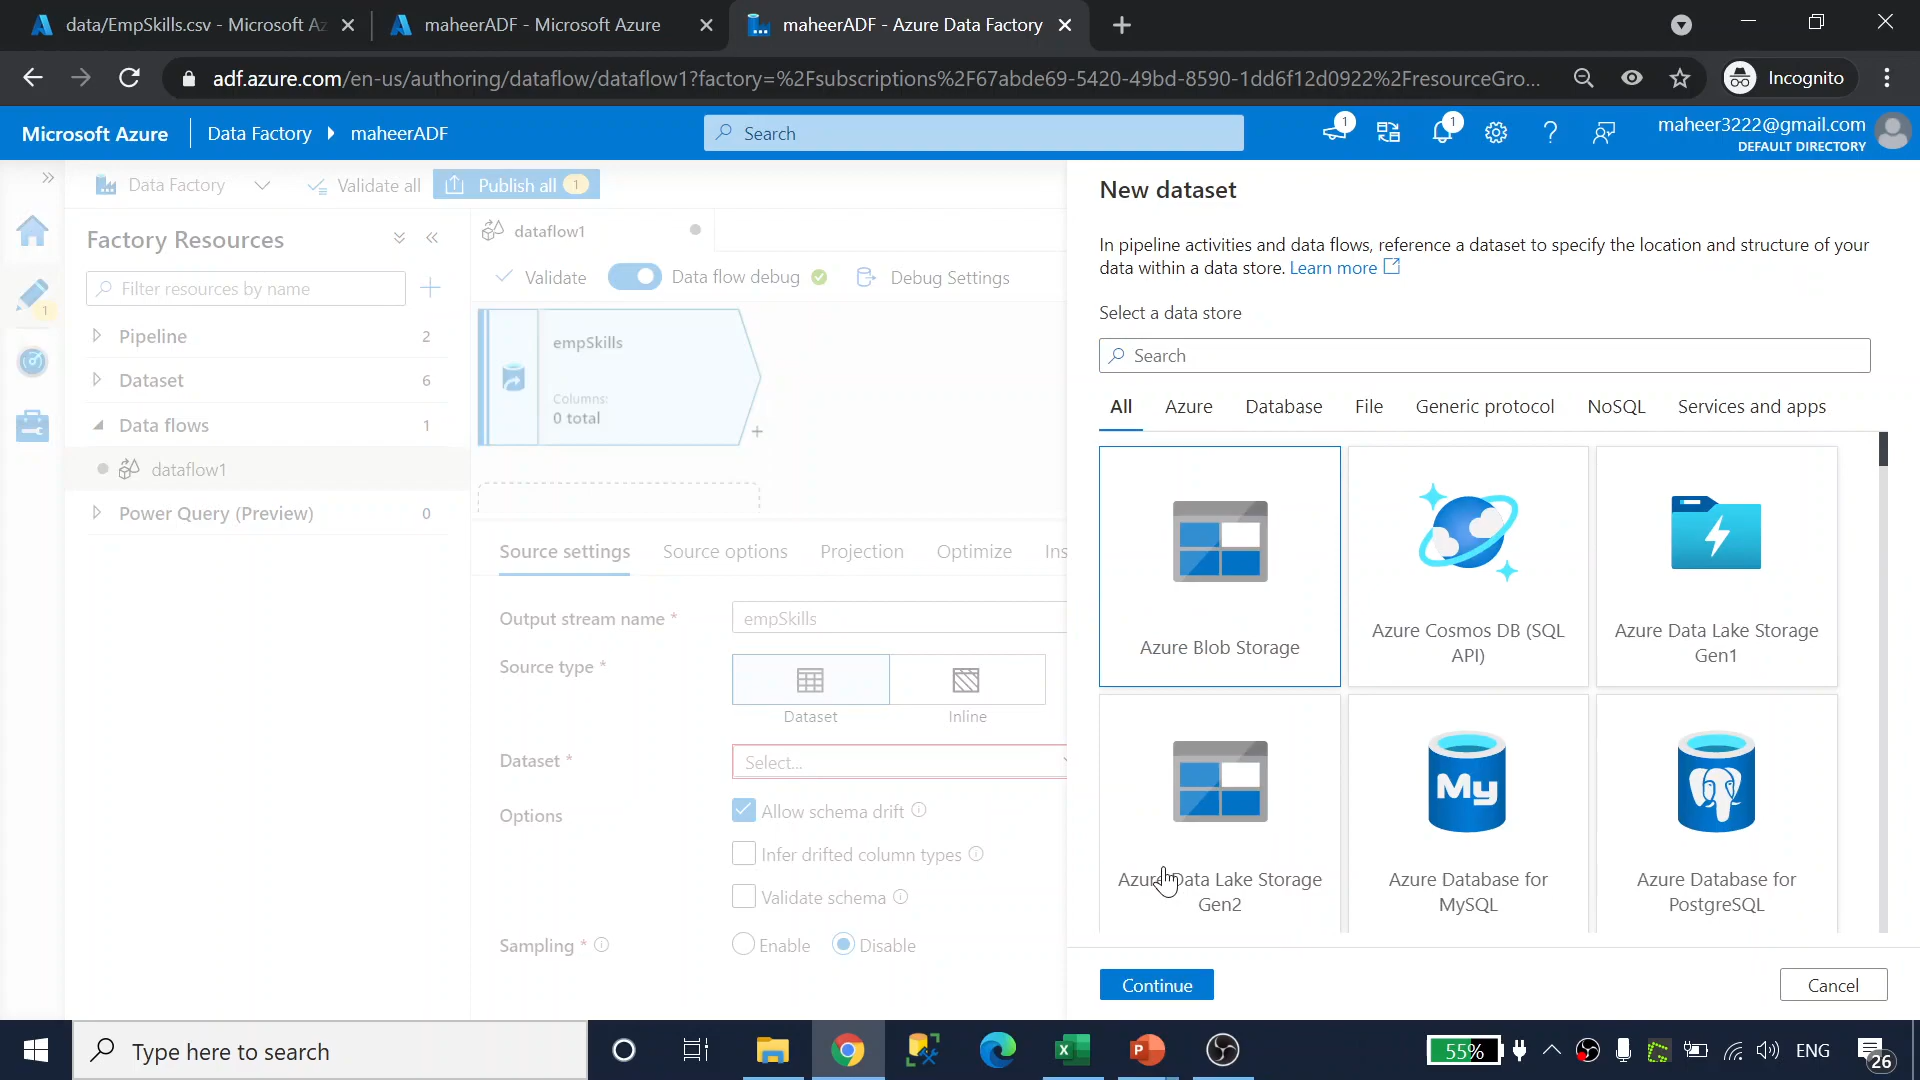 data/EmpSkills.csv - Microsoft Az
maheerADF - Microsoft Azure
maheerADF - Azure Data Factory
adf.azure.com/en-us/authoring/dataflow/dataflow1?factory=%2Fsubscriptions%2F67abde69-5420-49bd-8590-1dd6f12d0922%2FresourceGro...
Incognito
Microsoft Azure
Data Factory
maheerADF
Search
1
1
maheer3222@gmail.com
DEFAULT DIRECTORY
Data Factory
Validate all
Publish all
1
Factory Resources
Filter resources by name
1
Pipeline
2
Dataset
6
Data flows
1
dataflow1
Power Query (Preview)
0
dataflow1
Validate
Data flow debug
Debug Settings
empSkills
Columns:
0 total
Source settings
Source options
Projection
Optimize
Ins
Output stream name *
empSkills
Source type *
Dataset
Inline
Dataset *
Select...
Options
Allow schema drift
Infer drifted column types
Validate schema
Sampling *
Enable
Disable
New dataset
In pipeline activities and data flows, reference a dataset to specify the location and structure of your
data within a data store. Learn more
Select a data store
Search
All
Azure
Database
File
Generic protocol
NoSQL
Services and apps
Azure Blob Storage
Azure Cosmos DB (SQL
API)
Azure Data Lake Storage
Gen1
Azure Data Lake Storage
Gen2
My
Azure Database for
MySQL
Azure Database for
PostgreSQL
Continue
Cancel
Type here to search
55%
ENG
26